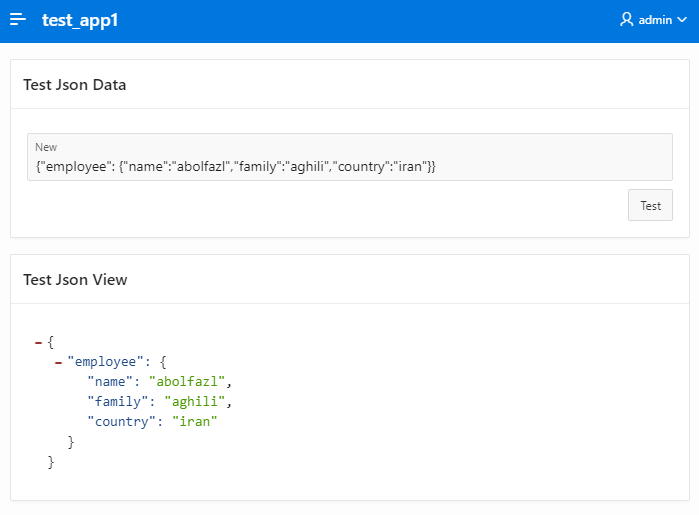 test_app1
admin
Test Json Data
New
{"employee": {"name":"abolfazl","family":"aghili","country":"iran"}}
Test
Test Json View
{
"employee": {
"name": "abolfazl",
"family": "aghili",
"country": "iran"
}
}